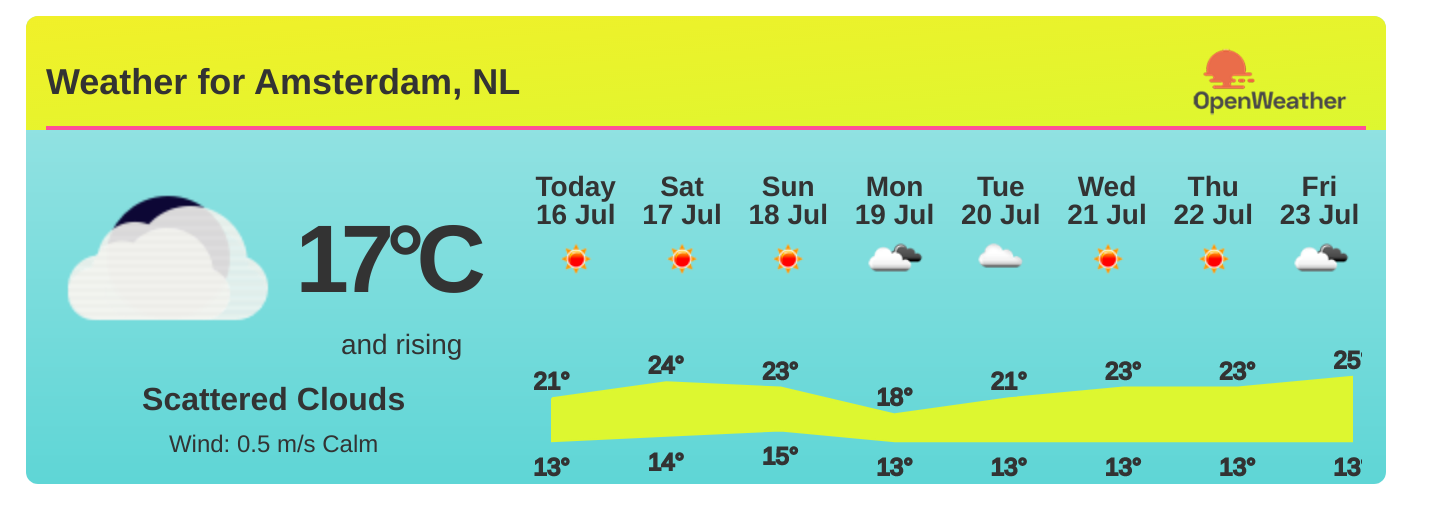 Weather for Amsterdam, NL
OpenWeather
17°C
and rising
Scattered Clouds
Wind: 0.5 m/s Calm
Today Sat Sun Mon Tue Wed Thu Fri
16 Jul 17 Jul 18 Jul 19 Jul 20 Jul 21 Jul 22 Jul 23 Jul
21° 24° 23° 18° 21° 23° 23° 25°
13° 14° 15° 13° 13° 13° 13° 13